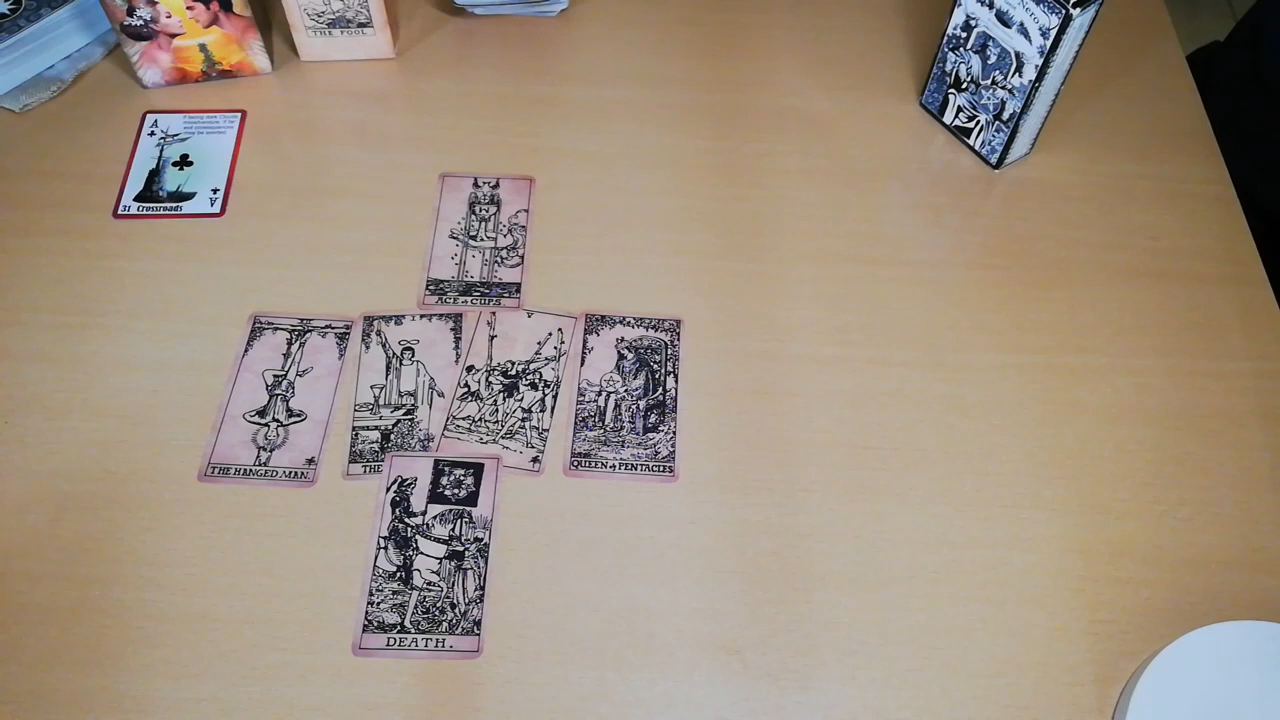 THE FOOL
A
31 Crossroads
A
ACE of CUPS.
V
THE HANGED MAN.
THE
QUEEN of PENTACLES
DEATH.